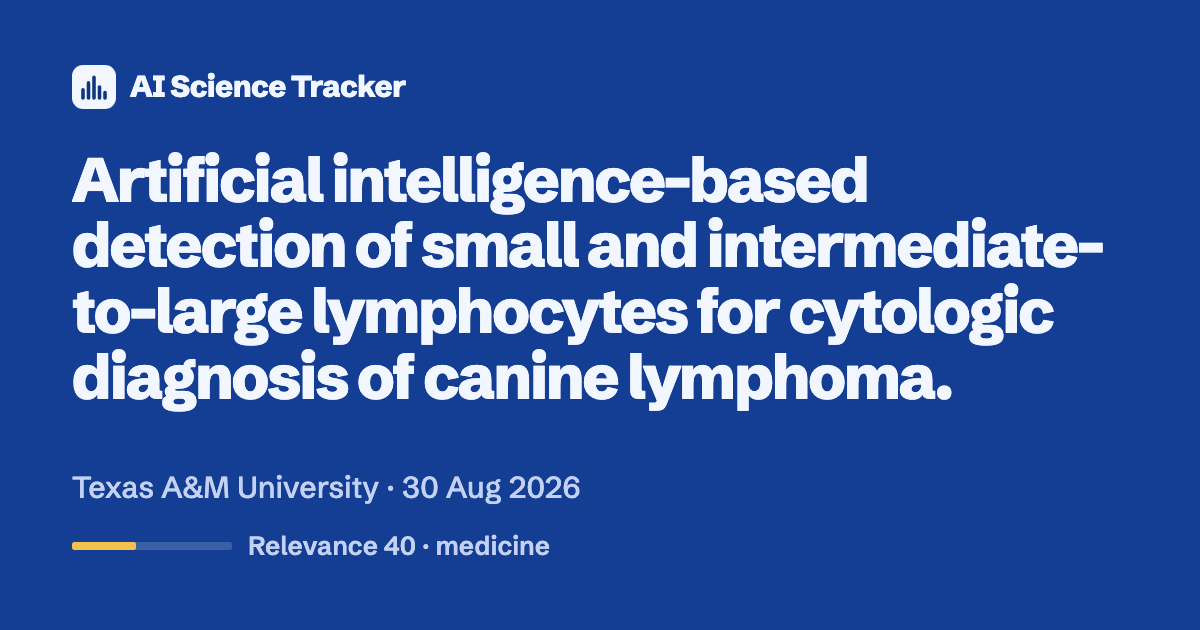 AI Science Tracker
Artificial intelligence-based
detection of small and intermediate-
to-large lymphocytes for cytologic
diagnosis of canine lymphoma.
Texas A&M University · 30 Aug 2026
Relevance 40 · medicine